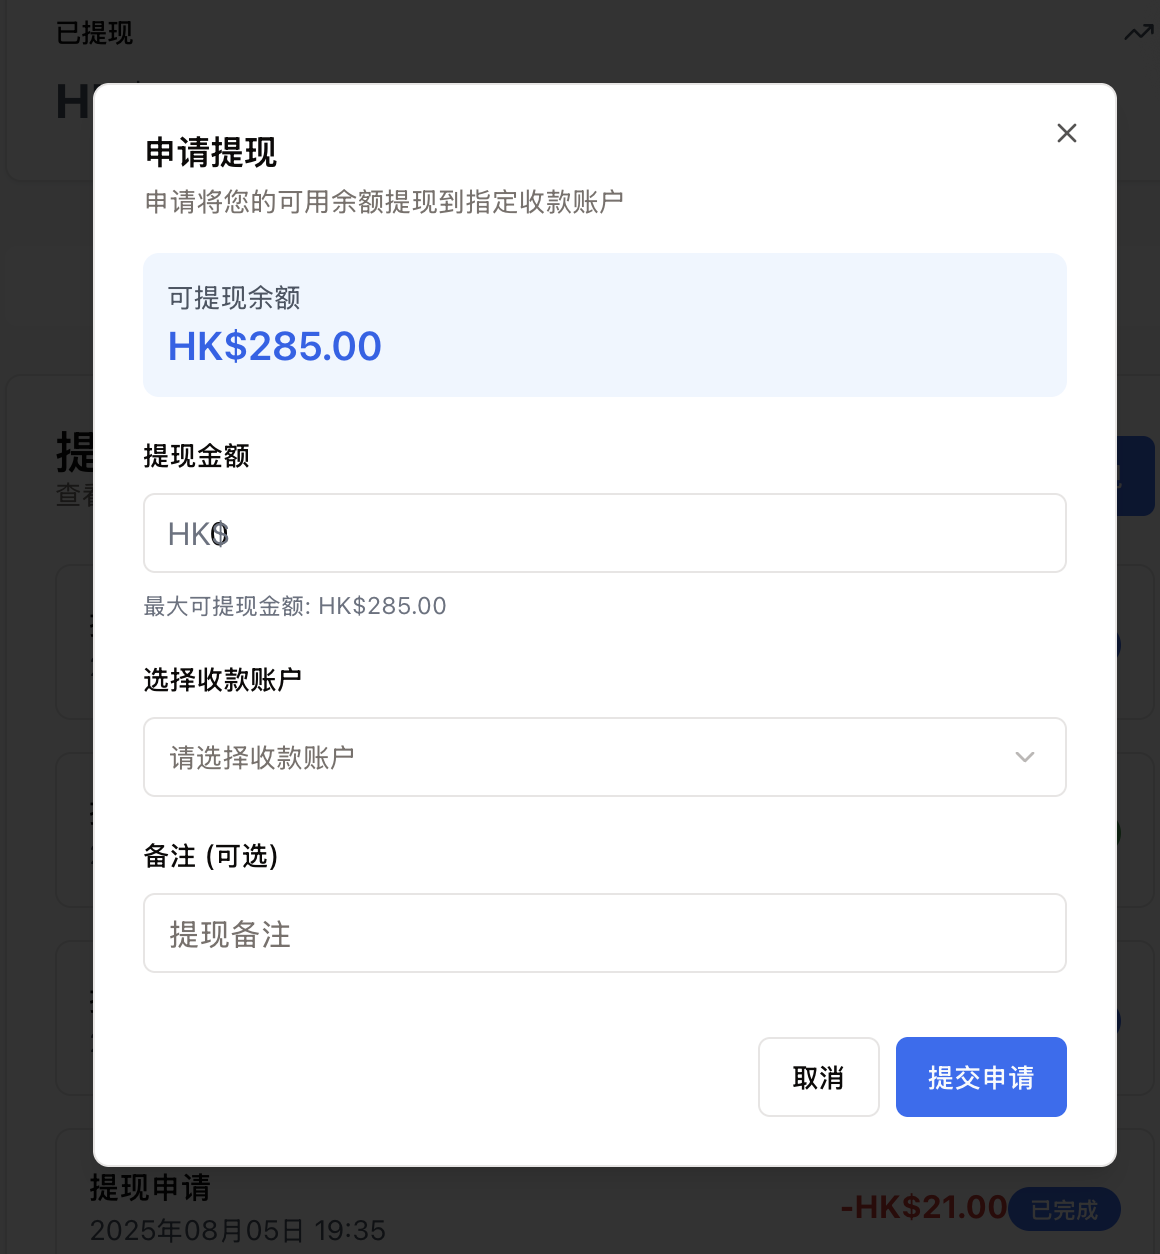 已提现
申请提现
申请将您的可用余额提现到指定收款账户
可提现余额
HK$285.00
提现金额
HK$
0
最大可提现金额: HK$285.00
选择收款账户
请选择收款账户
备注 (可选)
提现备注
取消
提交申请
提现申请
-HK$21.00
已完成
2025年08月05日 19:35